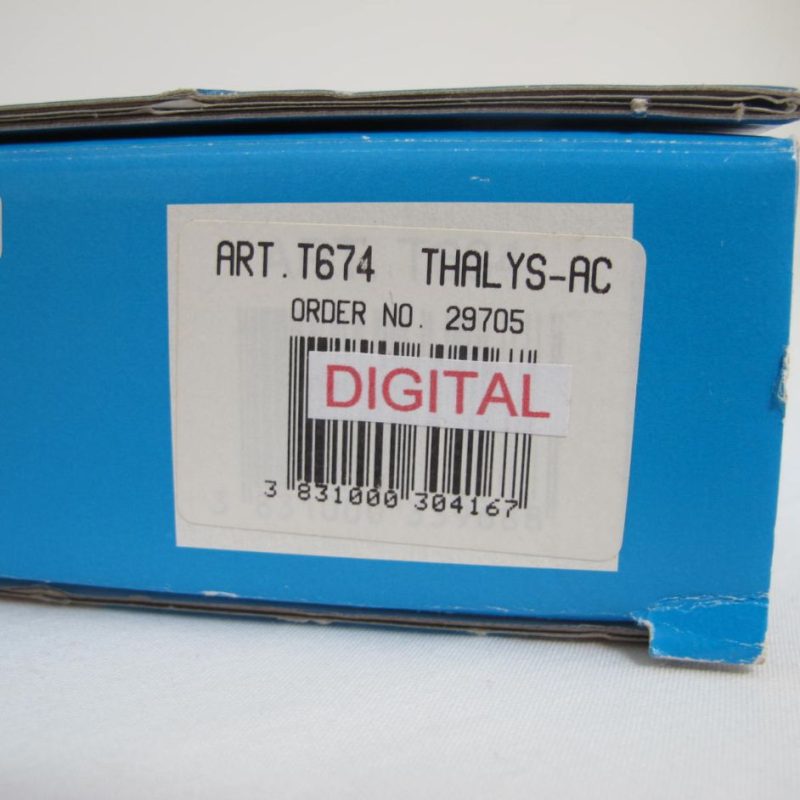 ART.T674 THALYS-AC
ORDER NO. 29705
DIGITAL
3 831000 304167